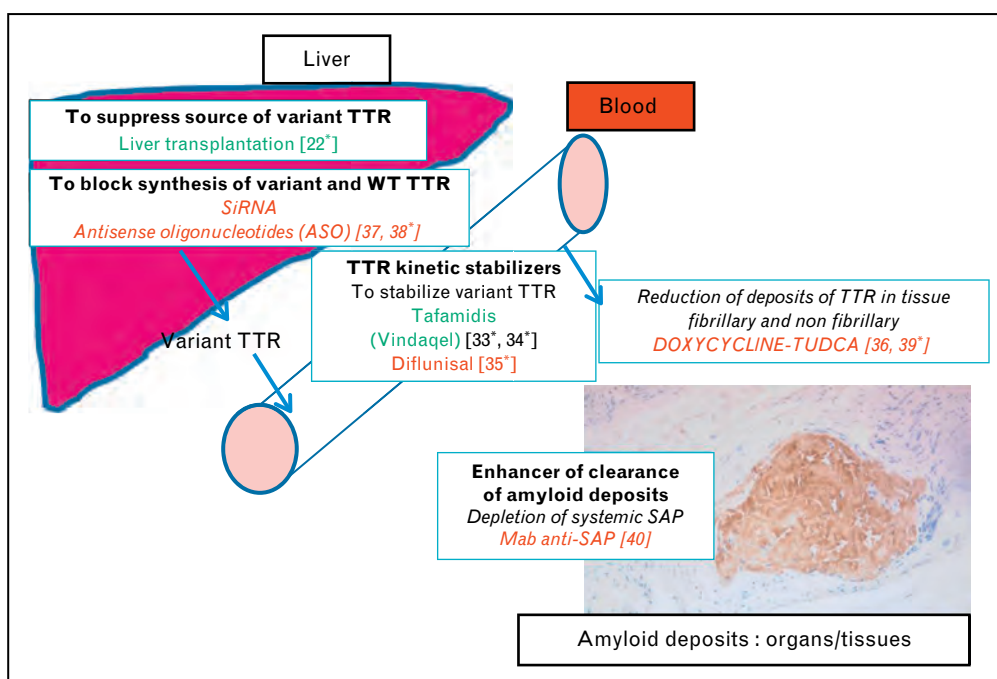 Liver
Blood
To suppress source of variant TTR
Liver transplantation [22*]
To block synthesis of variant and WT TTR
SiRNA
Antisense oligonucleotides (ASO) [37, 38*]
TTR kinetic stabilizers
To stabilize variant TTR
Tafamidis
(Vindaqel) [33*, 34*]
Diflunisal [35*]
Reduction of deposits of TTR in tissue
fibrillary and non fibrillary
DOXYCYCLINE-TUDCA [36, 39*]
Variant TTR
Enhancer of clearance
of amyloid deposits
Depletion of systemic SAP
Mab anti-SAP [40]
Amyloid deposits : organs/tissues